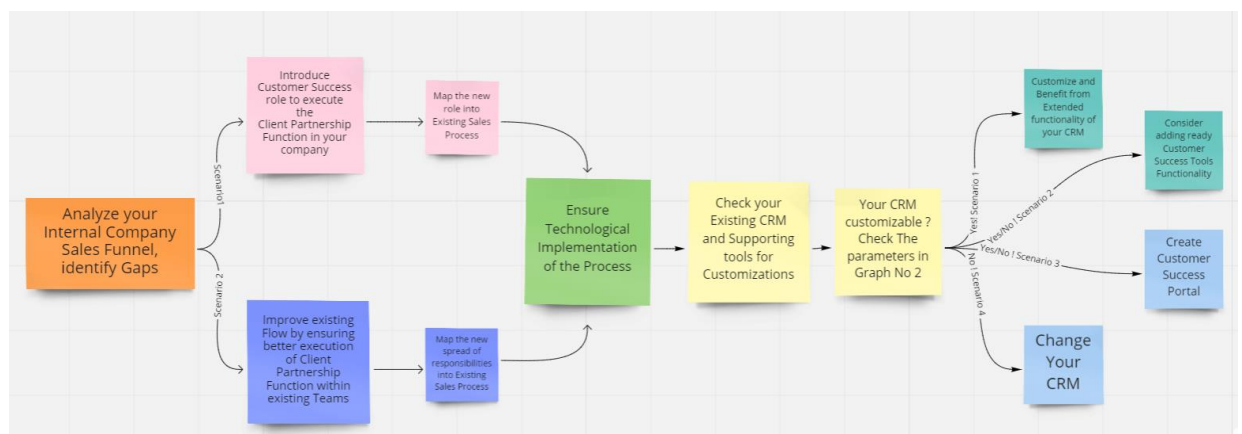 Analyze your
Internal Company
Sales Funnel,
identify Gaps
Scenario1
Scenario 2
Introduce
Customer Success
role to execute
the
Client Partnership
Function in your
company
Map the new
role into
Existing Sales
Process
Improve existing
Flow by ensuring
better execution
of Client
Partnership
Function within
existing Teams
Map the new
spread of
responsibilities
into Existing
Sales Process
Ensure
Technological
Implementation
of the Process
Check your
Existing CRM
and Supporting
tools for
Customizations
Your CRM
customizable ?
Check The
parameters in
Graph No 2
Yes! Scenario 1
Yes/No ! Scenario 2
Yes/No ! Scenario 3
No ! Scenario 4
Customize and
Benefit from
Extended
functionality of
your CRM
Consider
adding ready
Customer
Success Tools
Functionality
Create
Customer
Success
Portal
Change
Your
CRM